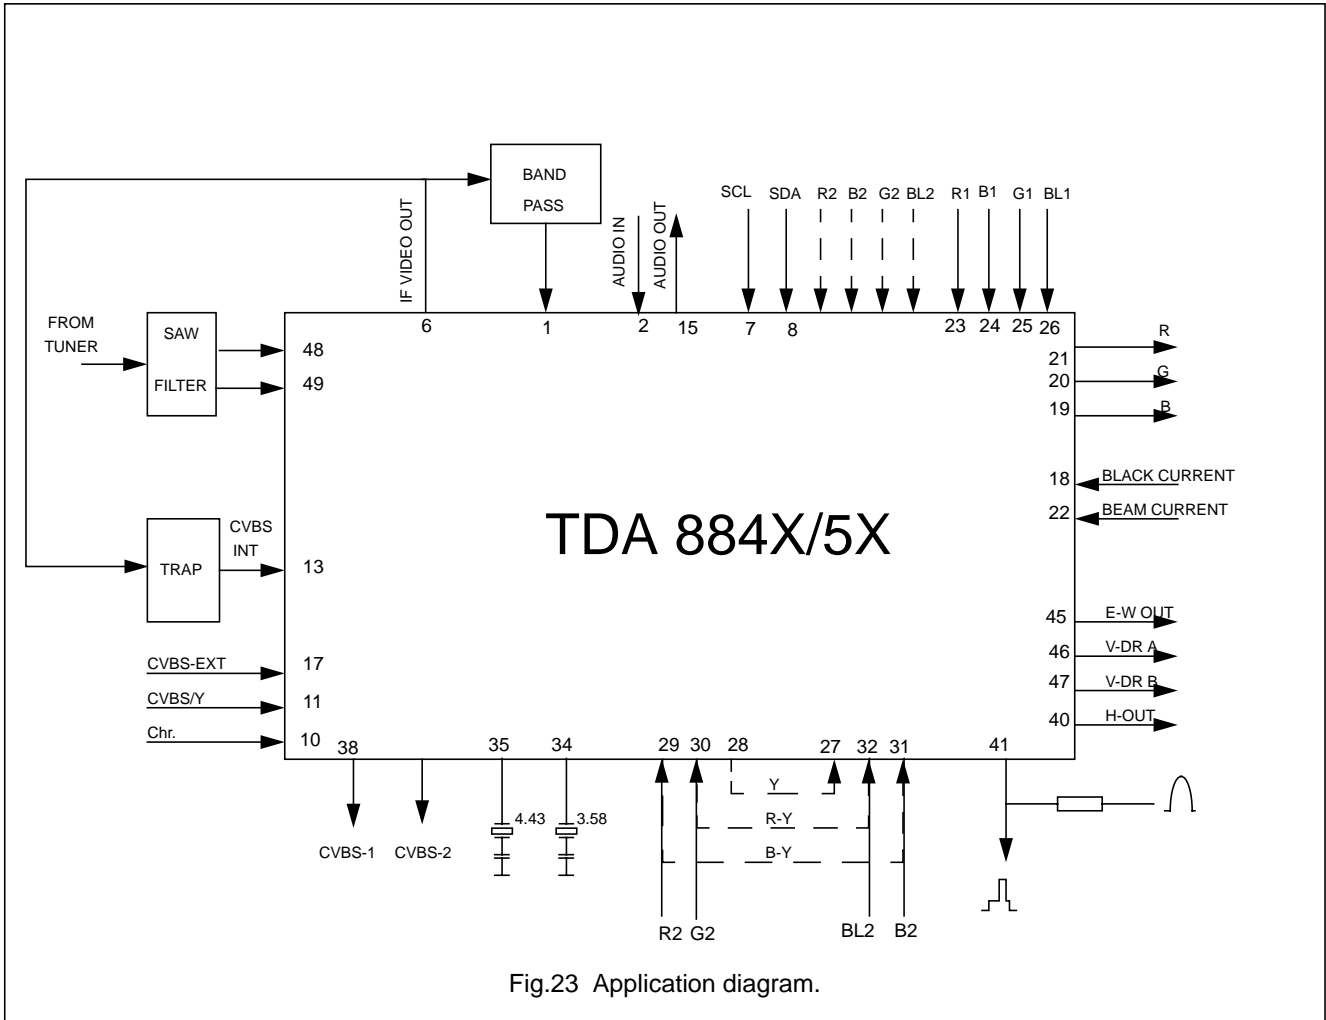 BAND
PASS
SCL
SDA
R2
B2
G2
BL2
R1
B1
G1
BL1
IF VIDEO OUT
AUDIO IN
AUDIO OUT
FROM
TUNER
SAW
FILTER
6
1
2
15
7
8
23
24
25
26
48
49
21
R
20
G
19
B
18
BLACK CURRENT
22
BEAM CURRENT
TDA 884X/5X
CVBS
INT
TRAP
13
45
E-W OUT
46
V-DR A
47
V-DR B
40
H-OUT
CVBS-EXT
17
CVBS/Y
11
Chr.
10
38
35
34
29
30
28
27
32
31
41
Y
R-Y
B-Y
4.43
3.58
CVBS-1
CVBS-2
R2
G2
BL2
B2
Fig.23 Application diagram.